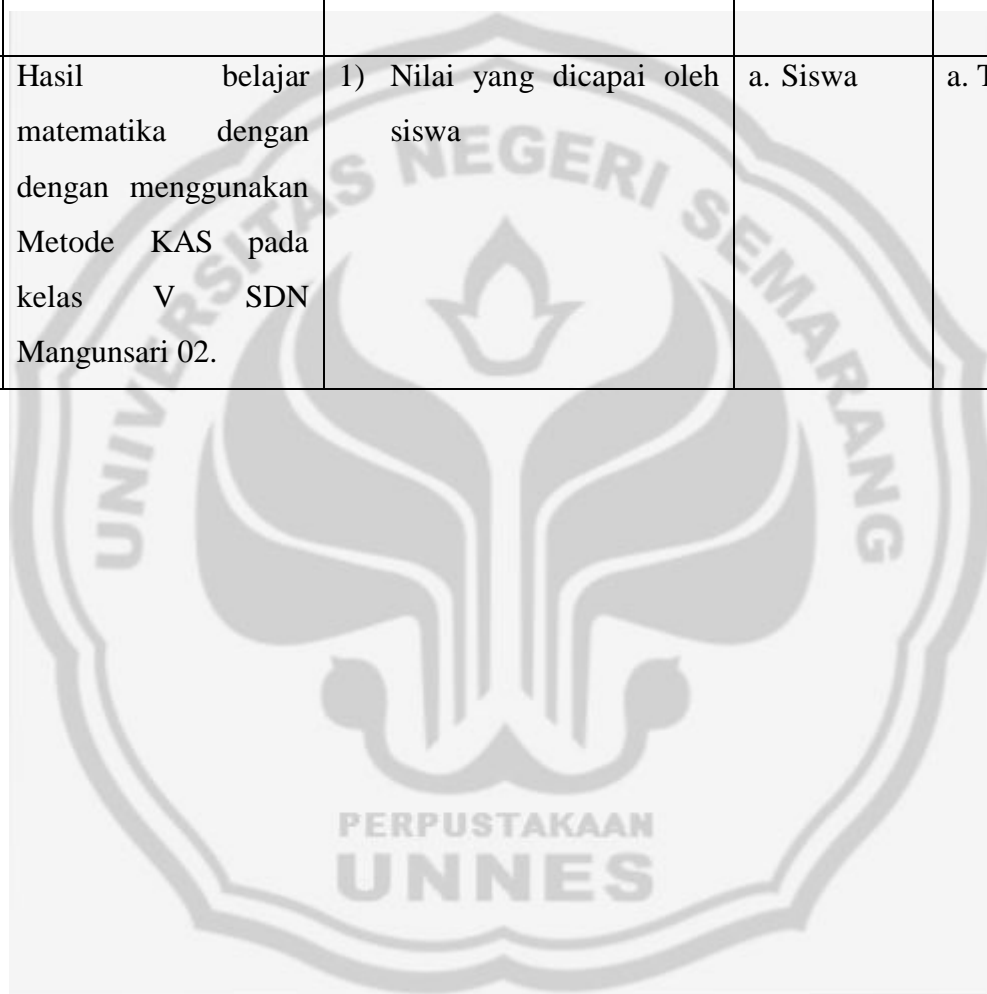 Hasil belajar
matematika dengan
dengan menggunakan
Metode KAS pada
kelas V SDN
Mangunsari 02.
1) Nilai yang dicapai oleh
siswa
a. Siswa
a.
UNIVERSITAS NEGERI SEMARANG
PERPUSTAKAAN
UNNES